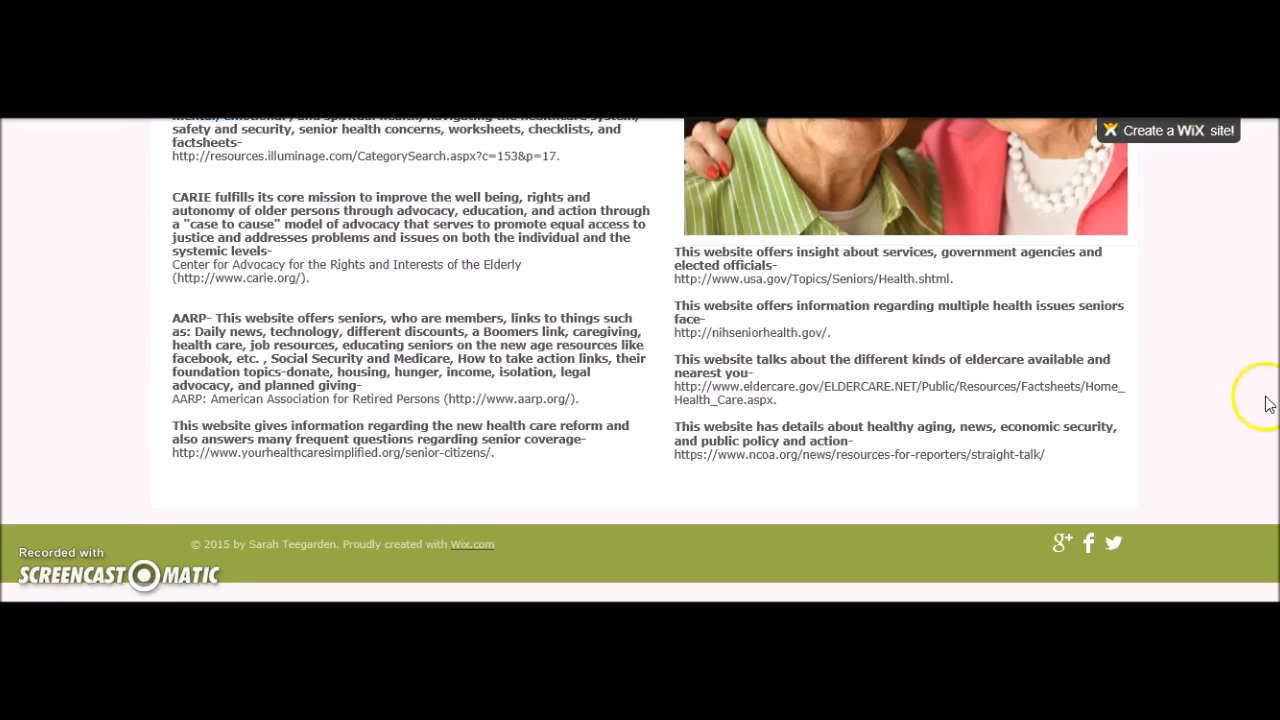 mental, emotional, and spiritual health, navigating the healthcare system,
safety and security, senior health concerns, worksheets, checklists, and
factsheets-
http://resources.illuminage.com/CategorySearch.aspx?c=153&p=17.
CARIE fulfills its core mission to improve the well being, rights and
autonomy of older persons through advocacy, education, and action through
a "case to cause" model of advocacy that serves to promote equal access to
justice and addresses problems and issues on both the individual and the
systemic levels-
Center for Advocacy for the Rights and Interests of the Elderly
(http://www.carie.org/).
AARP- This website offers seniors, who are members, links to things such
as: Daily news, technology, different discounts, a Boomers link, caregiving,
health care, job resources, educating seniors on the new age resources like
facebook, etc. , Social Security and Medicare, How to take action links, their
foundation topics-donate, housing, hunger, income, isolation, legal
advocacy, and planned giving-
AARP: American Association for Retired Persons (http://www.aarp.org/).
This website gives information regarding the new health care reform and
also answers many frequent questions regarding senior coverage-
http://www.yourhealthcaresimplified.org/senior-citizens/.
Create a WiX site!
This website offers insight about services, government agencies and
elected officials-
http://www.usa.gov/Topics/Seniors/Health.shtml.
This website offers information regarding multiple health issues seniors
face-
http://nihseniorhealth.gov/.
This website talks about the different kinds of eldercare available and
nearest you-
http://www.eldercare.gov/ELDERCARE.NET/Public/Resources/Factsheets/Home_
Health_Care.aspx.
This website has details about healthy aging, news, economic security,
and public policy and action-
https://www.ncoa.org/news/resources-for-reporters/straight-talk/
© 2015 by Sarah Teegarden. Proudly created with Wix.com
Recorded with
SCREENCAST-O-MATIC